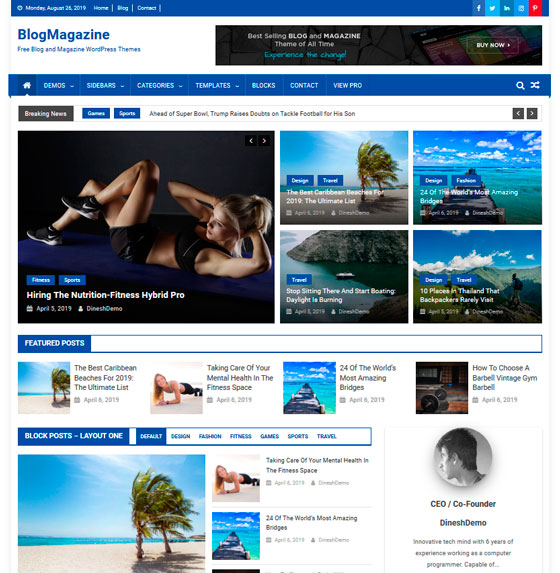 Monday, August 26, 2019 Home Blog Contact
BlogMagazine
Free Blog and Magazine WordPress Themes
Best Selling BLOG and MAGAZINE
Theme of All Time
Experience the change!
BUY NOW
DEMOS SIDEBARS CATEGORIES TEMPLATES BLOCKS CONTACT VIEW PRO
Breaking News Games Sports Ahead of Super Bowl, Trump Raises Doubts on Tackle Football for His Son
Fitness Sports
Hiring The Nutrition-Fitness Hybrid Pro
April 5, 2019 DineshDemo
Design Travel
The Best Caribbean Beaches For
2019: The Ultimate List
April 6, 2019 DineshDemo
Design Fashion
24 Of The World's Most Amazing
Bridges
April 6, 2019 DineshDemo
Travel
Stop Sitting There And Start Boating:
Daylight Is Burning
April 5, 2019 DineshDemo
Design Travel
10 Places In Thailand That
Backpackers Rarely Visit
April 5, 2019 DineshDemo
FEATURED POSTS
The Best Caribbean
Beaches For 2019:
The Ultimate List
April 6, 2019
Taking Care Of Your
Mental Health In The
Fitness Space
April 6, 2019
24 Of The World's
Most Amazing
Bridges
April 6, 2019
How To Choose A
Barbell Vintage Gym
Barbell
April 6, 2019
BLOCK POSTS – LAYOUT ONE DEFAULT DESIGN FASHION FITNESS GAMES SPORTS TRAVEL
Taking Care Of Your Mental Health In
The Fitness Space
April 6, 2019 DineshDemo
24 Of The World's Most Amazing
Bridges
April 6, 2019 DineshDemo
CEO / Co-Founder
DineshDemo
Innovative tech mind with 6 years of
experience working as a computer
programmer. Capable of...